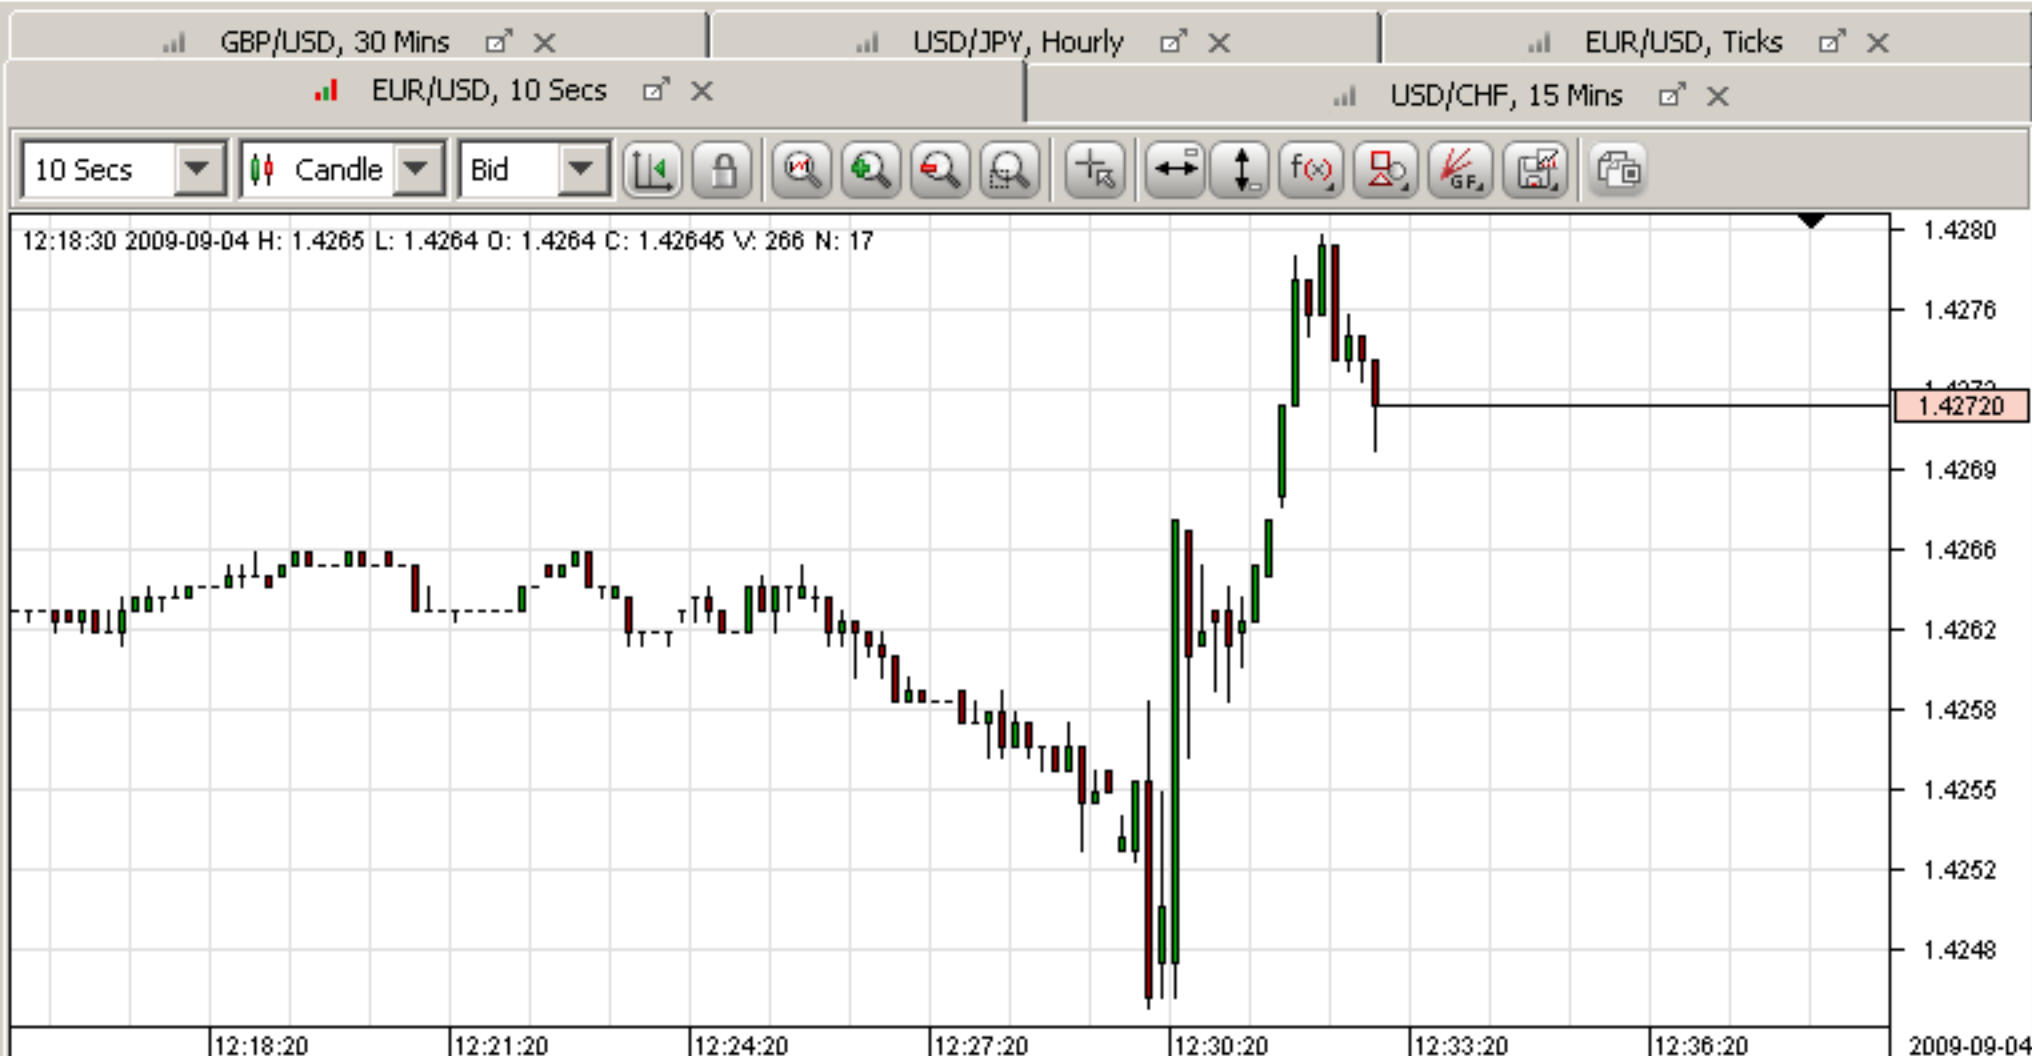 GBP/USD, 30 Mins
USD/JPY, Hourly
EUR/USD, Ticks
EUR/USD, 10 Secs
USD/CHF, 15 Mins
10 Secs
Candle
Bid
f(x)
GF
12:18:30 2009-09-04 H: 1.4265 L: 1.4264 O: 1.4264 C: 1.42645 V: 266 N: 17
1.4280
1.4276
1.42720
1.4269
1.4266
1.4262
1.4258
1.4255
1.4252
1.4248
12:18:20
12:21:20
12:24:20
12:27:20
12:30:20
12:33:20
12:36:20
2009-09-04